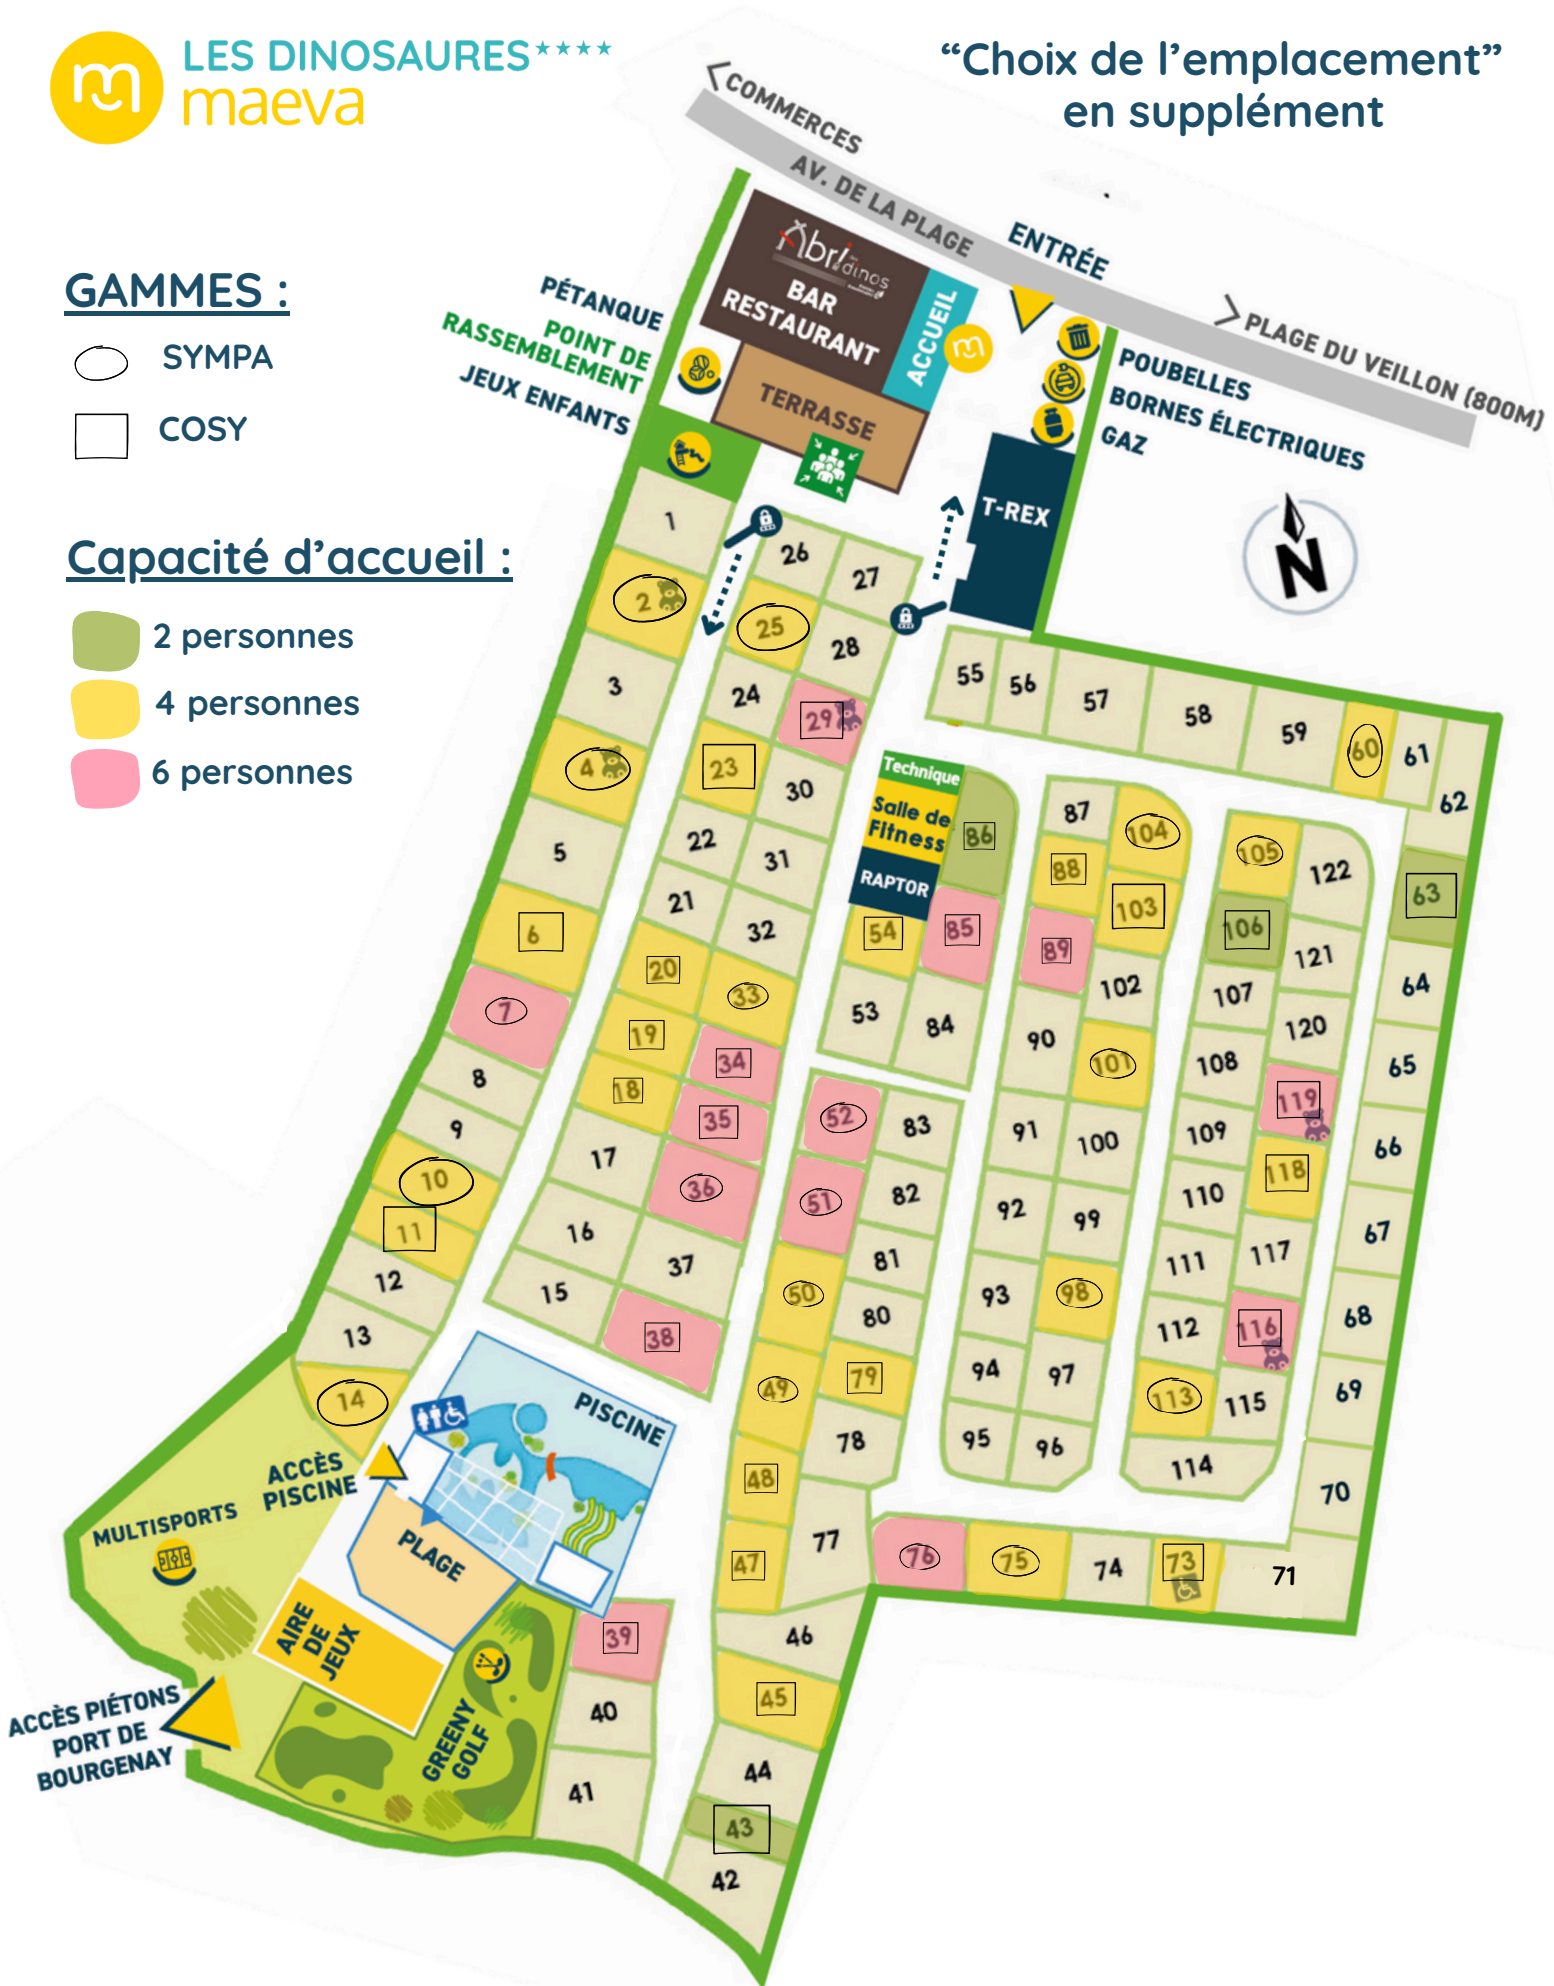 LES DINOSAURES★★★★
maeva
“Choix de l’emplacement”
en supplément
COMMERCES
AV. DE LA PLAGE
ENTRÉE
PLAGE DU VEILLON (800M)
GAMMES :
SYMPA
COSY
Capacité d’accueil :
2 personnes
4 personnes
6 personnes
PÉTANQUE
POINT DE
RASSEMBLEMENT
JEUX ENFANTS
Abri
dinos
BAR
RESTAURANT
ACCUEIL
TERRASSE
POUBELLES
BORNES ÉLECTRIQUES
GAZ
T-REX
N
1
2
3
4
5
6
7
8
9
10
11
12
13
14
26
27
25
28
24
29
23
30
22
31
21
32
20
33
19
34
18
35
17
36
16
37
15
38
55
56
57
58
59
60
61
62
63
64
65
66
67
68
69
70
71
Technique
Salle de
Fitness
RAPTOR
86
54
85
53
84
52
83
51
82
50
81
80
49
79
78
48
77
47
46
45
44
43
42
87
104
88
103
89
102
90
101
91
100
92
99
93
98
94
97
95
96
105
122
106
121
107
120
108
119
109
118
110
117
111
116
112
115
113
114
76
75
74
73
39
40
41
PISCINE
ACCÈS
PISCINE
MULTISPORTS
PLAGE
AIRE
DE
JEUX
GREENY
GOLF
ACCÈS PIÉTONS
PORT DE
BOURGENAY